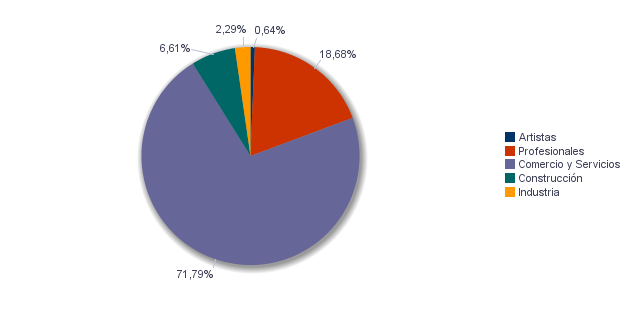 2,29%
0,64%
6,61%
18,68%
71,79%
Artistas
Profesionales
Comercio y Servicios
Construcción
Industria